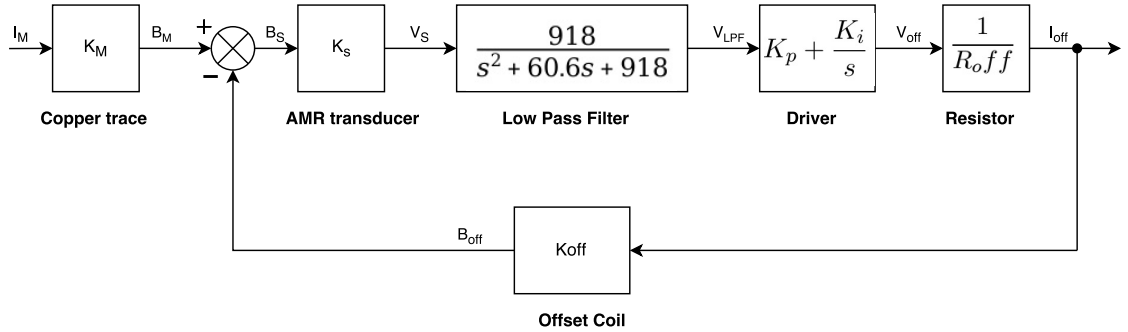 I_M
K_M
B_M
+
−
B_S
K_s
V_S
918
s² + 60.6s + 918
V_LPF
K_p + K_i
s
V_off
1
R_off
I_off
Copper trace
AMR transducer
Low Pass Filter
Driver
Resistor
B_off
Koff
Offset Coil